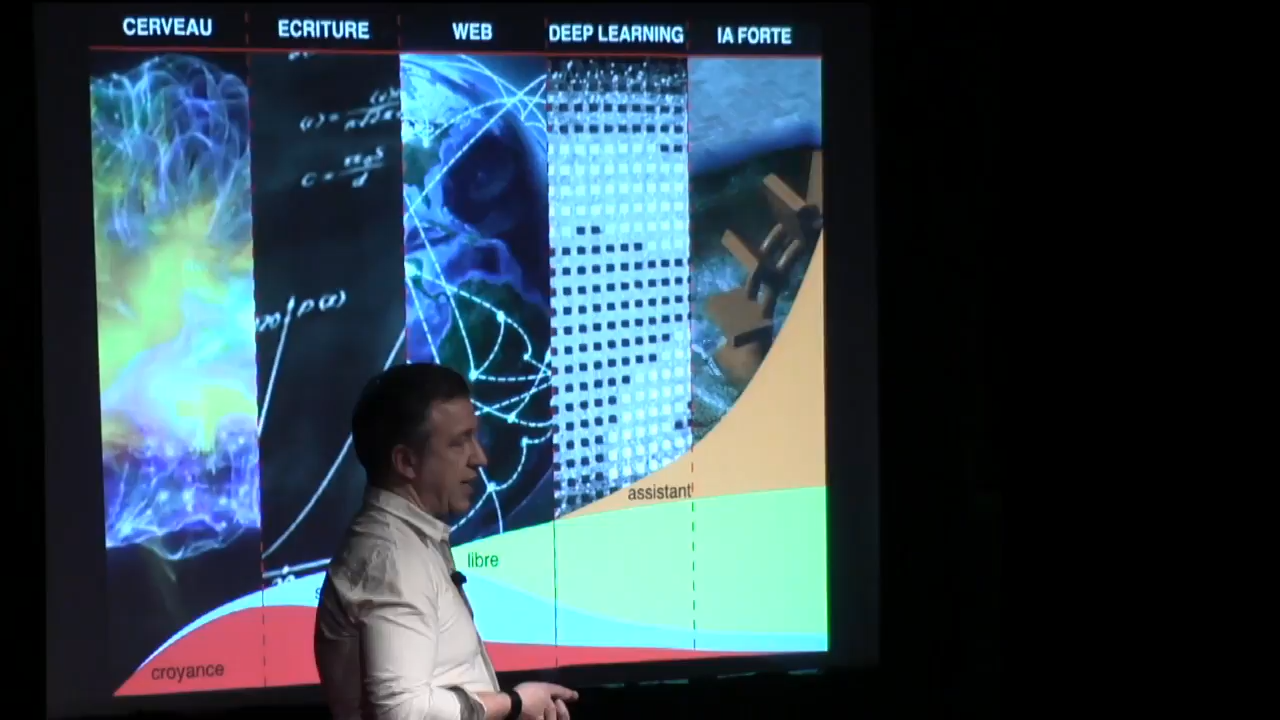 CERVEAU
ECRITURE
WEB
DEEP LEARNING
IA FORTE
assistant
libre
croyance